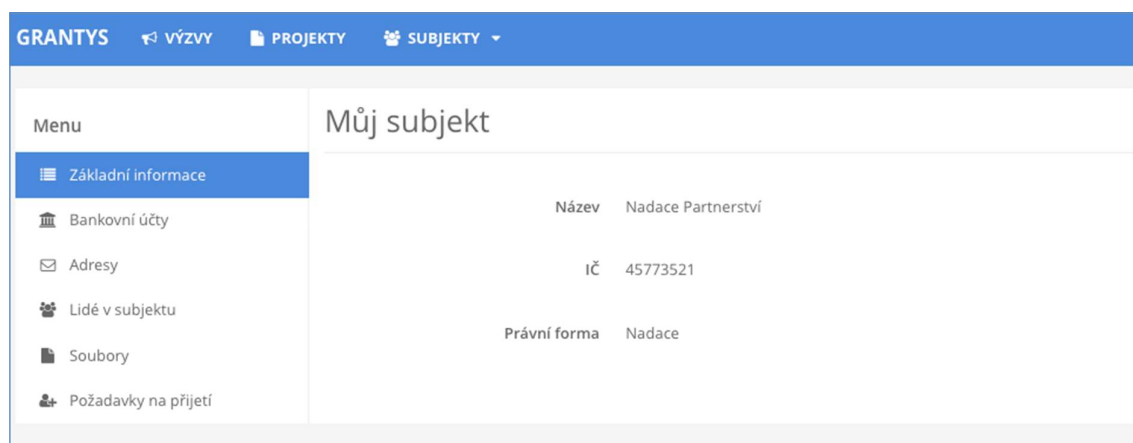 GRANTYS VÝZVY PROJEKTY SUBJEKTY
Menu
Základní informace
Bankovní účty
Adresy
Lidé v subjektu
Soubory
Požadavky na přijetí
Můj subjekt
Název Nadace Partnerství
IČ 45773521
Právní forma Nadace